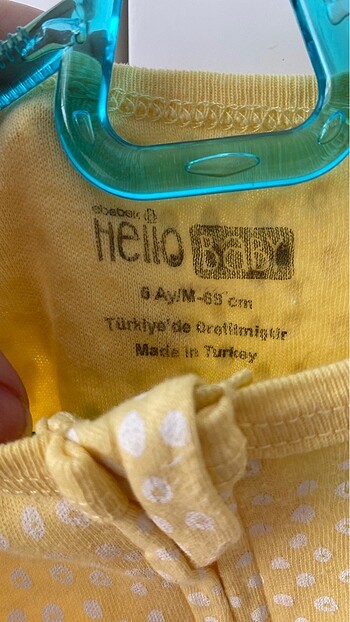 ebebek
Hello BABY
6 Ay/M-68 cm
Türkiye'de Üretilmiştir
Made in Turkey